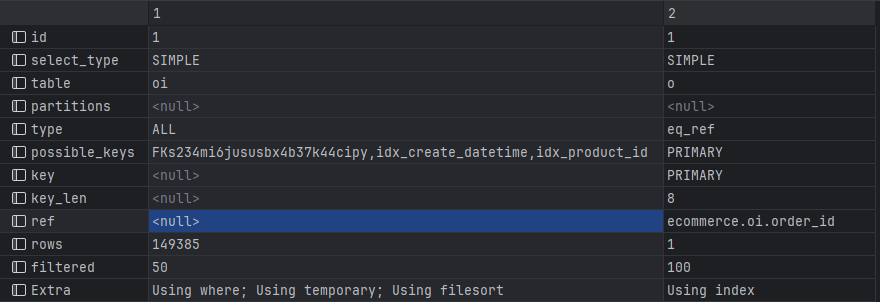 1 2
id 1 1
select_type SIMPLE SIMPLE
table oi o
partitions <null> <null>
type ALL eq_ref
possible_keys FKs234mi6jususbx4b37k44cipy,idx_create_datetime,idx_product_id PRIMARY
key <null> PRIMARY
key_len <null> 8
ref <null> ecommerce.oi.order_id
rows 149385 1
filtered 50 100
Extra Using where; Using temporary; Using filesort Using index